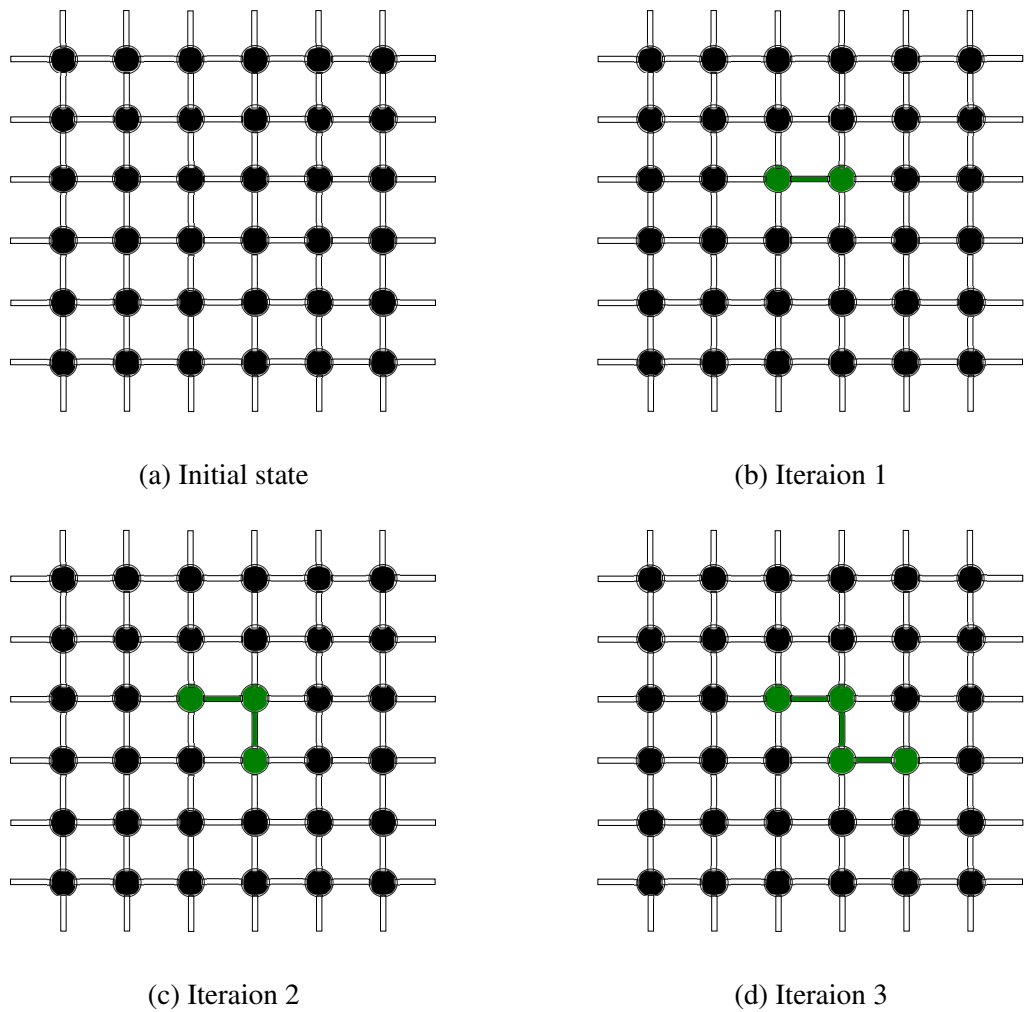 (a) Initial state
(b) Iteraion 1
(c) Iteraion 2
(d) Iteraion 3